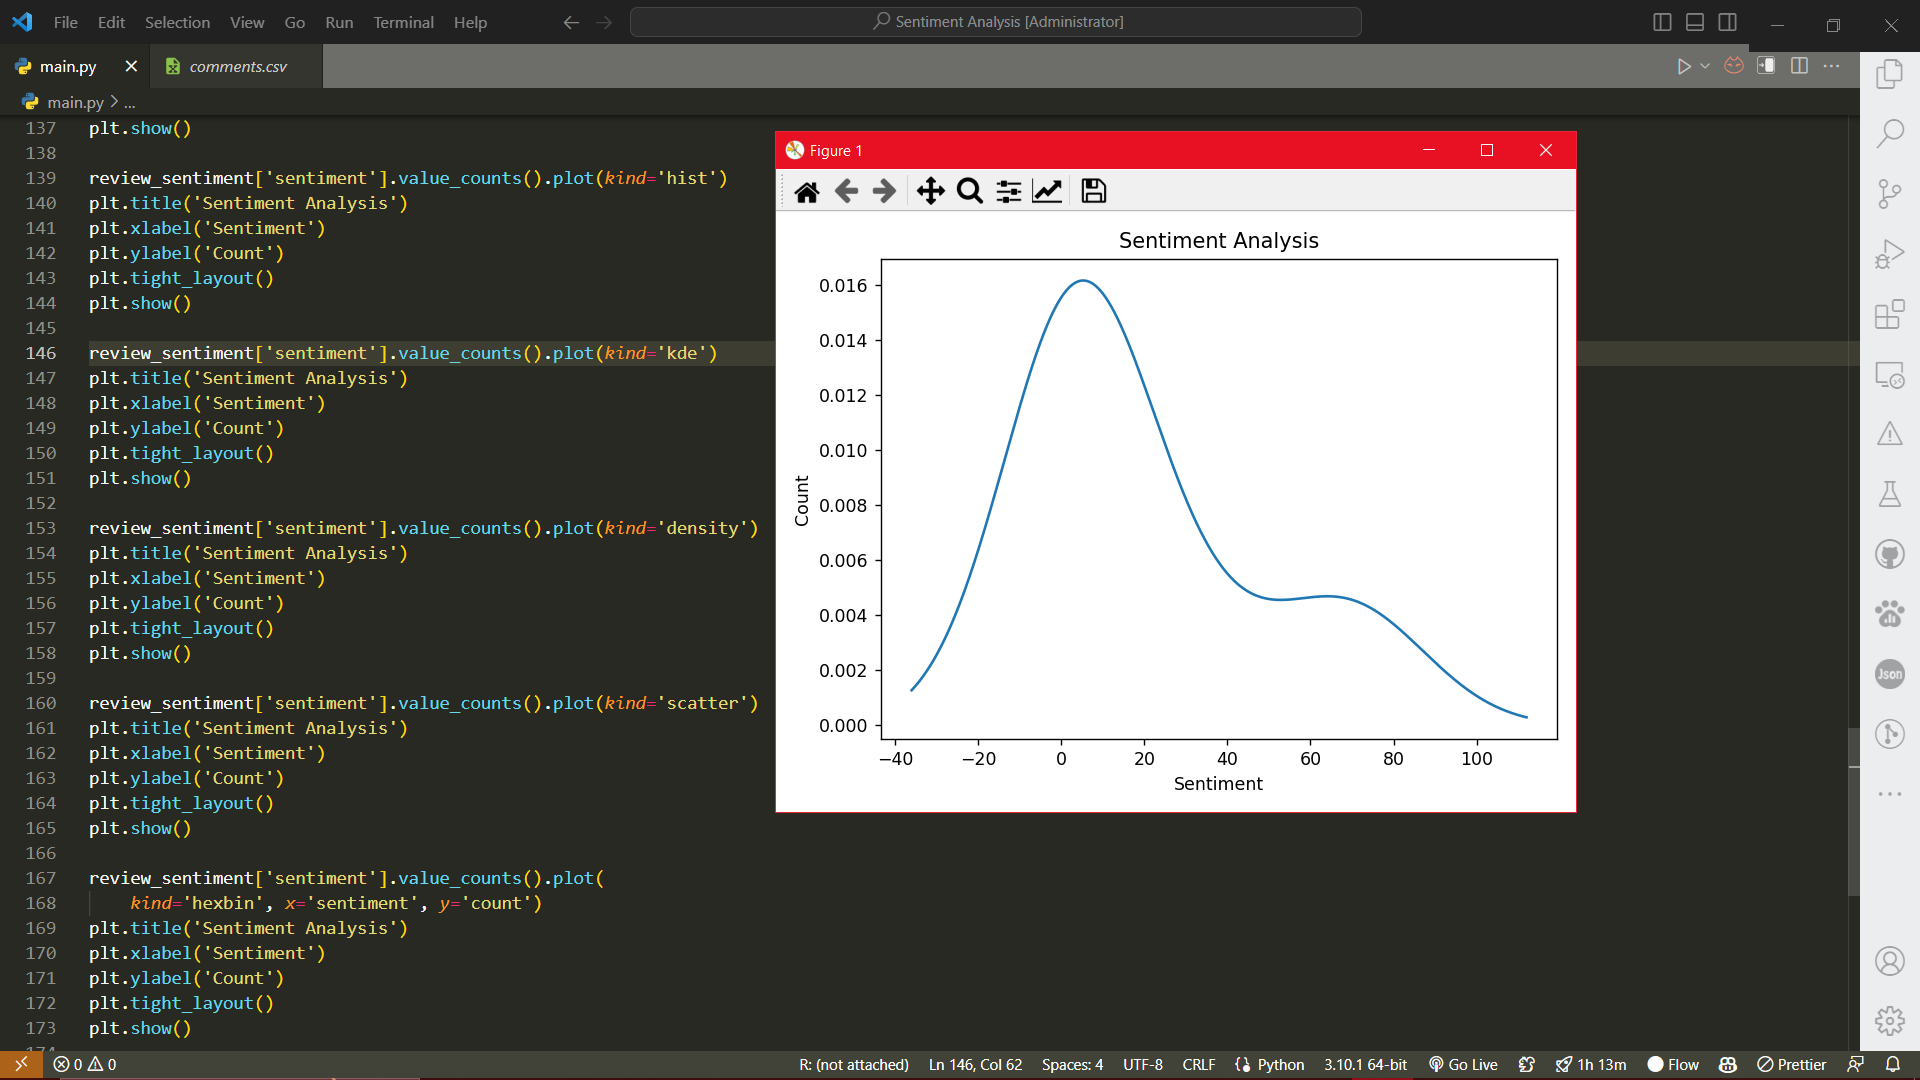 File Edit Selection View Go Run Terminal Help
Sentiment Analysis [Administrator]
main.py
comments.csv
main.py > ...
137 plt.show()
138
139 review_sentiment['sentiment'].value_counts().plot(kind='hist')
140 plt.title('Sentiment Analysis')
141 plt.xlabel('Sentiment')
142 plt.ylabel('Count')
143 plt.tight_layout()
144 plt.show()
145
146 review_sentiment['sentiment'].value_counts().plot(kind='kde')
147 plt.title('Sentiment Analysis')
148 plt.xlabel('Sentiment')
149 plt.ylabel('Count')
150 plt.tight_layout()
151 plt.show()
152
153 review_sentiment['sentiment'].value_counts().plot(kind='density')
154 plt.title('Sentiment Analysis')
155 plt.xlabel('Sentiment')
156 plt.ylabel('Count')
157 plt.tight_layout()
158 plt.show()
159
160 review_sentiment['sentiment'].value_counts().plot(kind='scatter')
161 plt.title('Sentiment Analysis')
162 plt.xlabel('Sentiment')
163 plt.ylabel('Count')
164 plt.tight_layout()
165 plt.show()
166
167 review_sentiment['sentiment'].value_counts().plot(
168 kind='hexbin', x='sentiment', y='count')
169 plt.title('Sentiment Analysis')
170 plt.xlabel('Sentiment')
171 plt.ylabel('Count')
172 plt.tight_layout()
173 plt.show()
Figure 1
Sentiment Analysis
0.016
0.014
0.012
0.010
0.008
0.006
0.004
0.002
0.000
Count
−40 −20 0 20 40 60 80 100
Sentiment
Json
0 0 R: (not attached) Ln 146, Col 62 Spaces: 4 UTF-8 CRLF Python 3.10.1 64-bit Go Live 1h 13m Flow Prettier